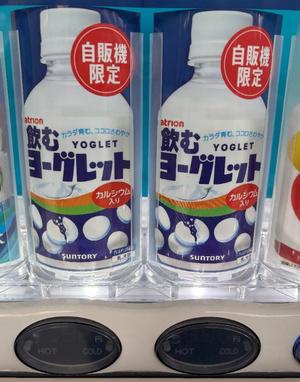 自販機
限定
atrion
カラダ育む、ココロさわやか
飲む
YOGLET
ヨーグレット
カルシウム
入り
SUNTORY
自販機
限定
atrion
カラダ育む、ココロさわやか
飲む
YOGLET
ヨーグレット
カルシウム
入り
SUNTORY
HOT
COLD
HOT
COLD